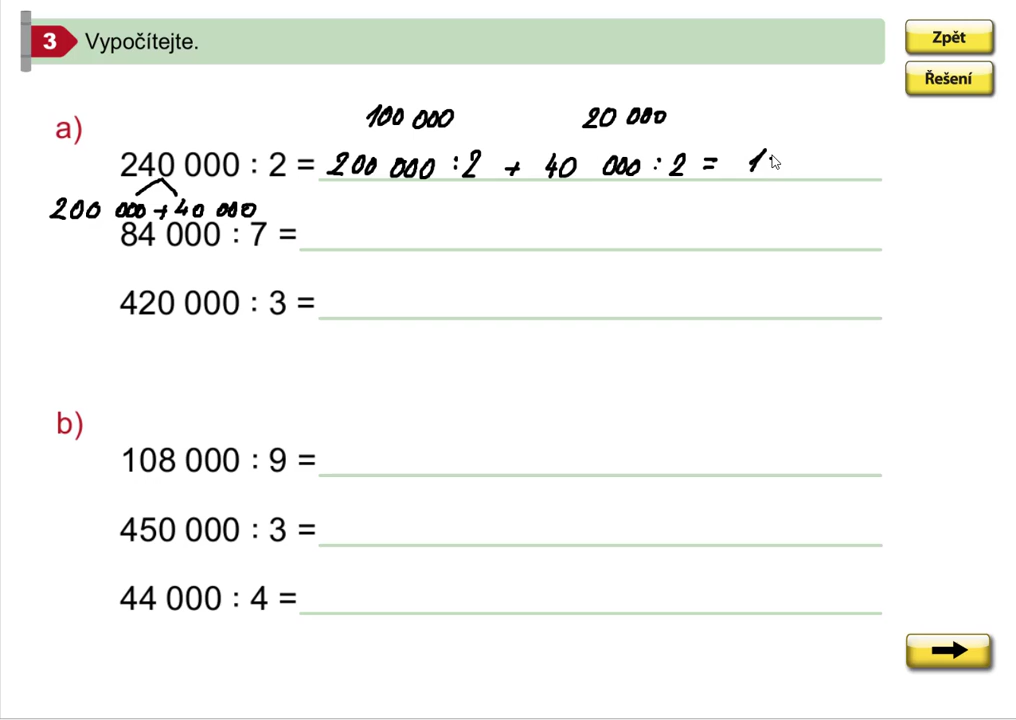 3 Vypočítejte.
Zpět
Řešení
a)
100 000 20 000
240 000 : 2 = 200 000 : 2 + 40 000 : 2 = 1
200 000 + 40 000
84 000 : 7 =
420 000 : 3 =
b)
108 000 : 9 =
450 000 : 3 =
44 000 : 4 =